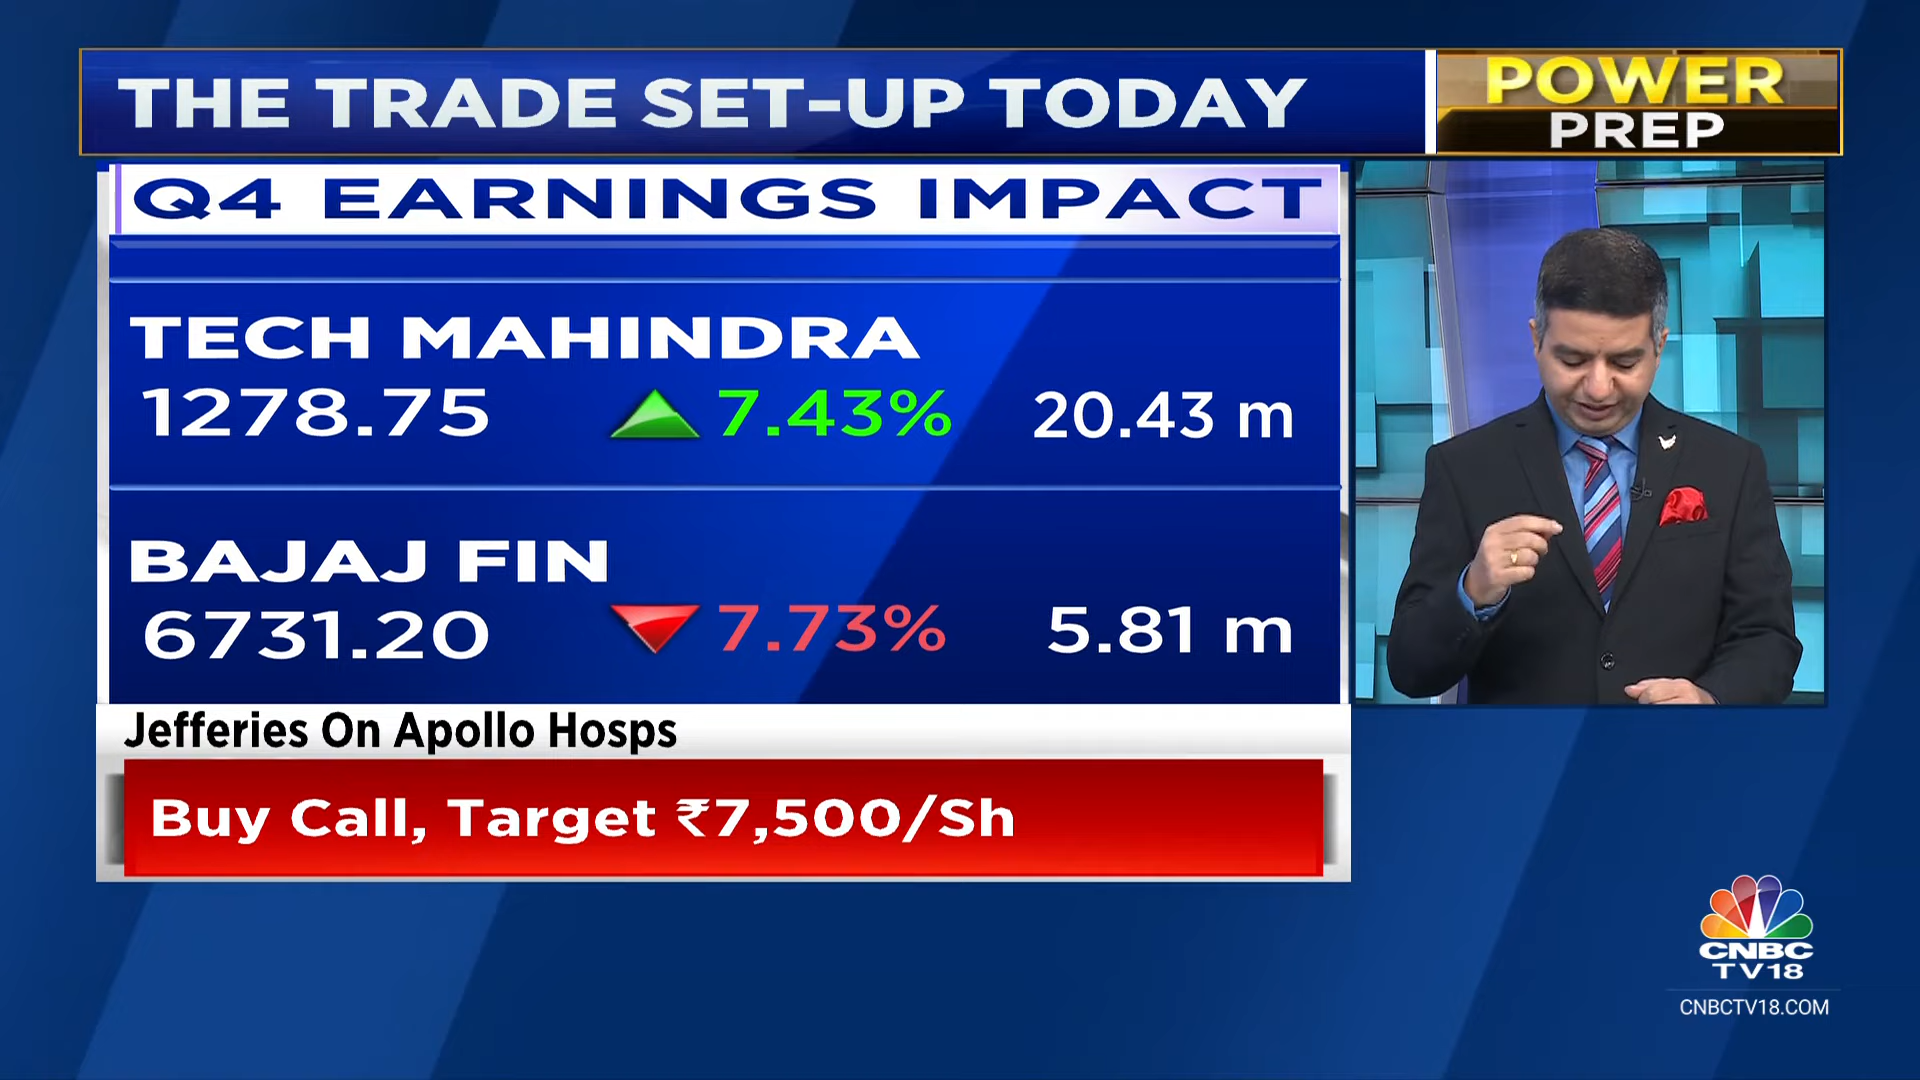 THE TRADE SET-UP TODAY
POWER
PREP
Q4 EARNINGS IMPACT
TECH MAHINDRA
1278.75 7.43% 20.43 m
BAJAJ FIN
6731.20 7.73% 5.81 m
Jefferies On Apollo Hosps
Buy Call, Target ₹7,500/Sh
CNBC
TV18
CNBCTV18.COM